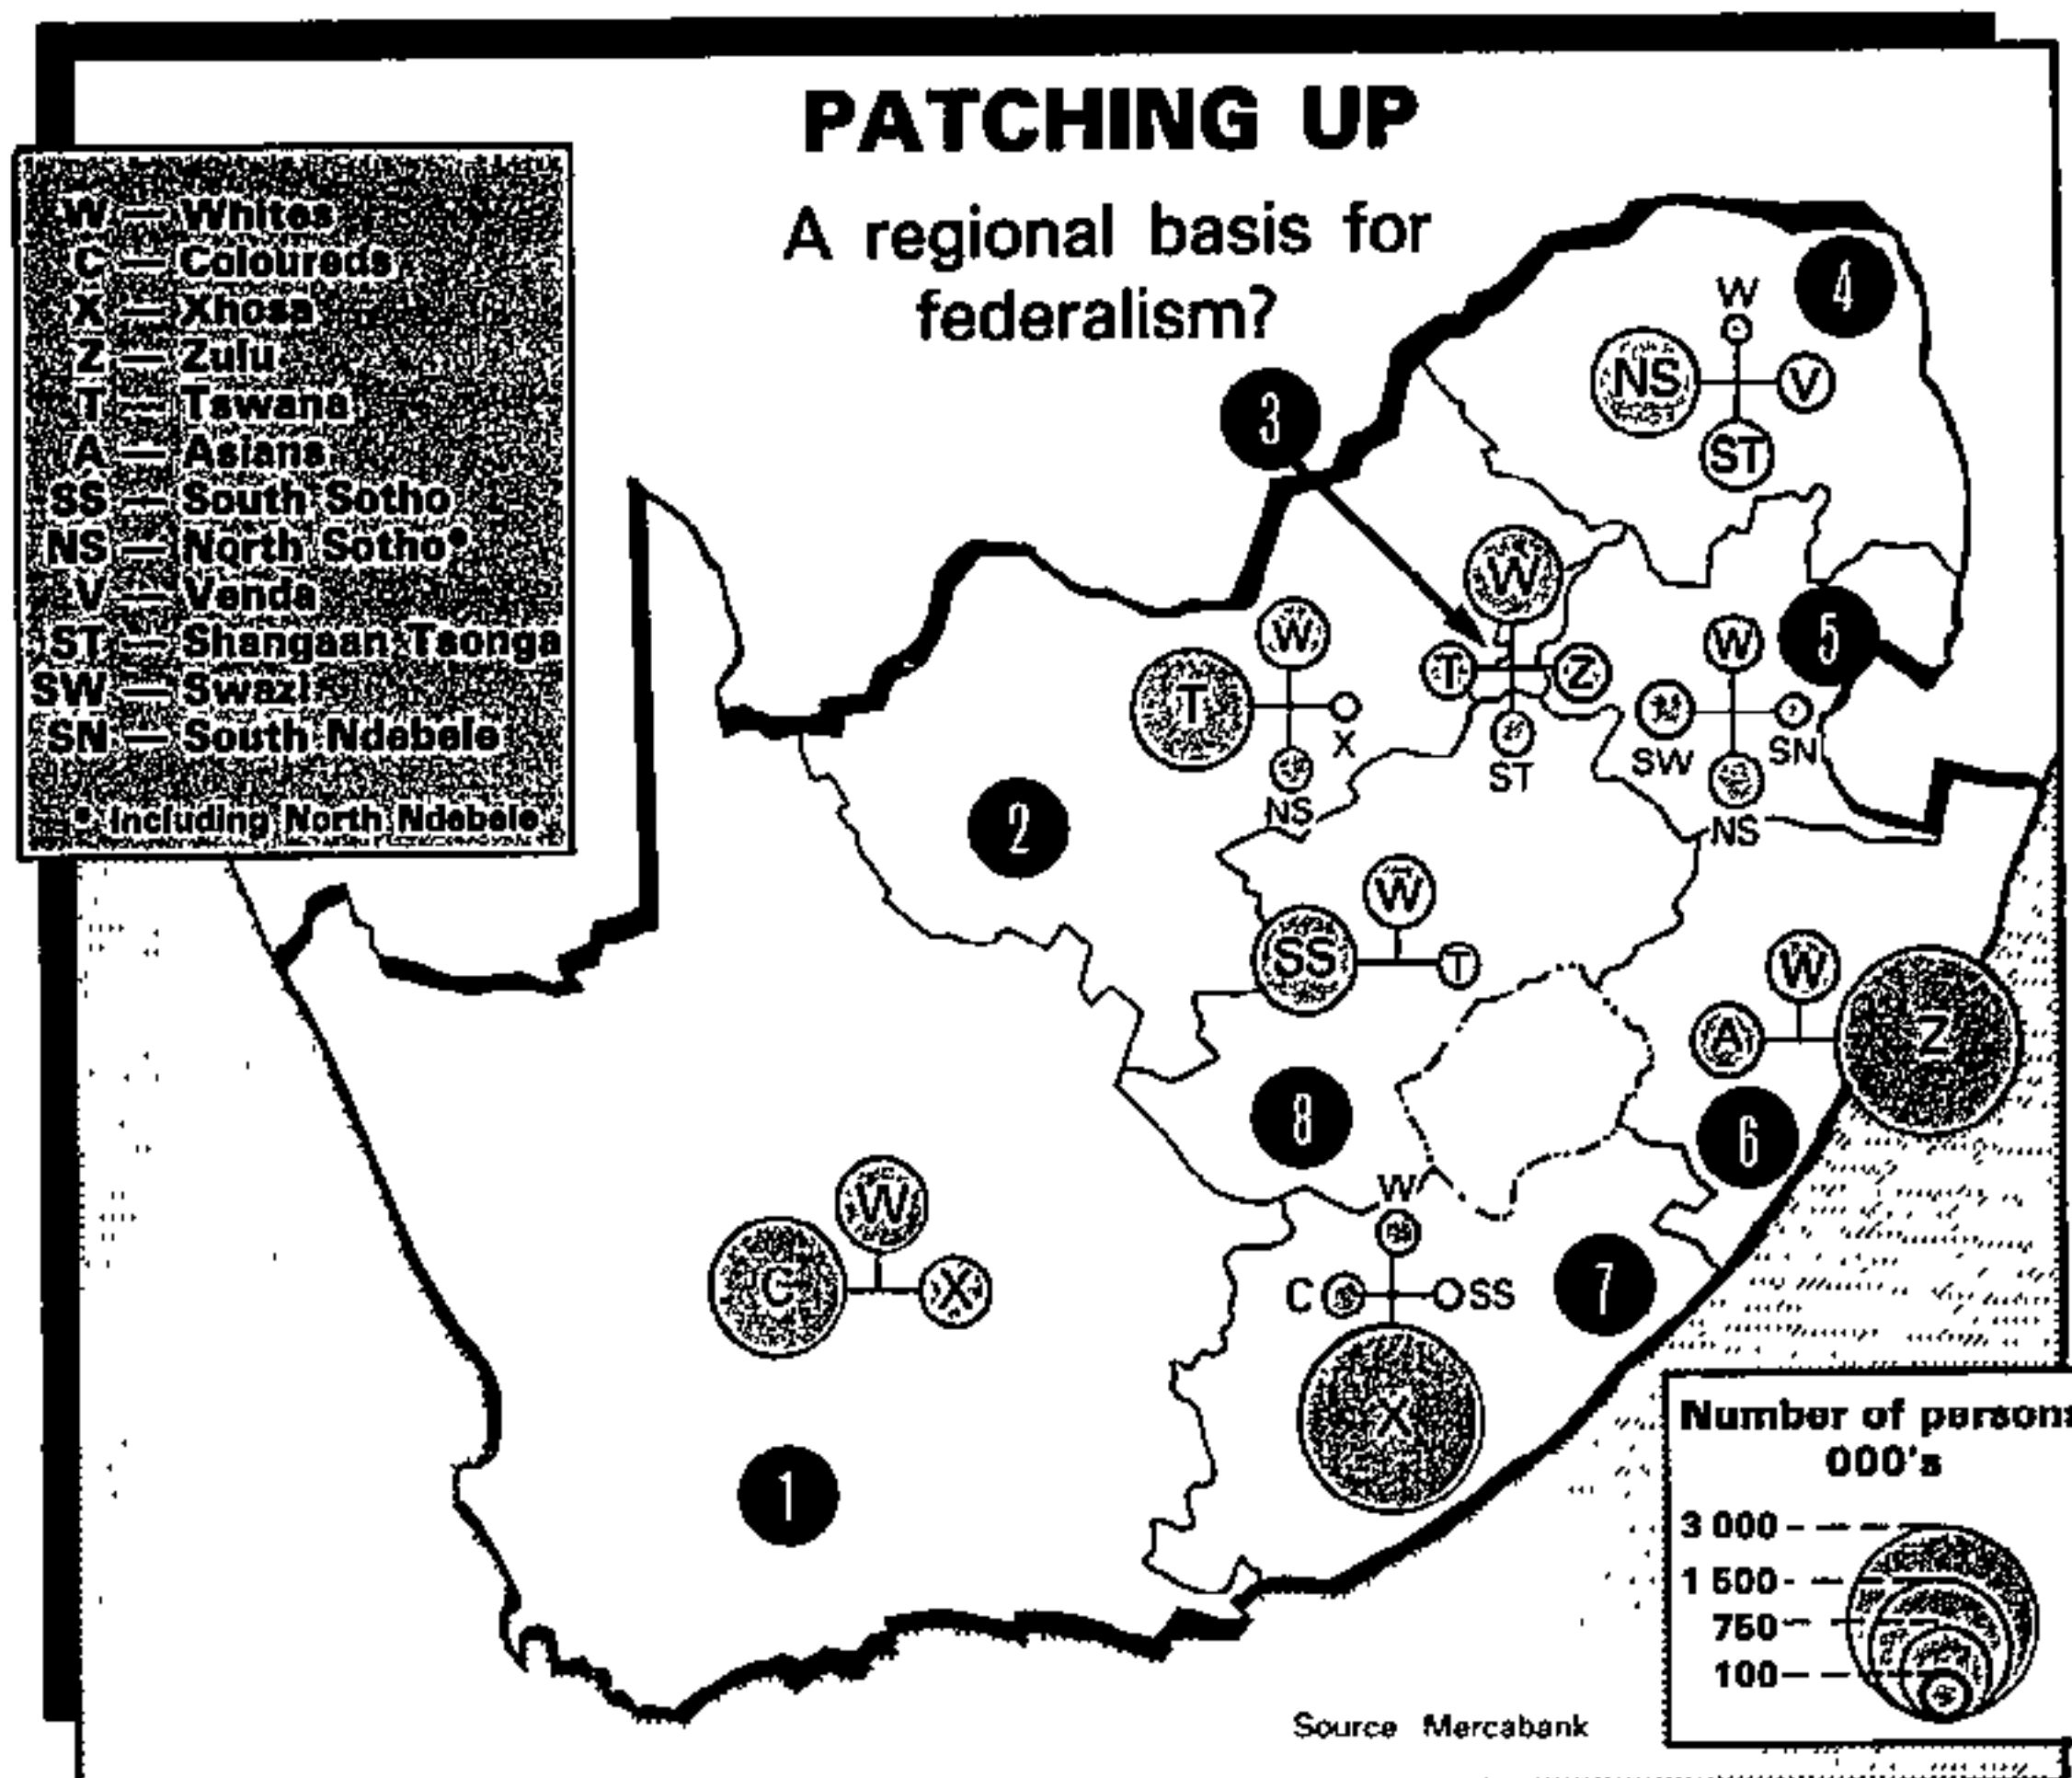 PATCHING UP
A regional basis for
federalism?
W — Whites
C — Coloureds
X — Xhosa
Z — Zulu
T — Tswana
A — Asians
SS — South Sotho
NS — North Sotho*
V — Venda
ST — Shangaan Tsonga
SW — Swazi
SN — South Ndebele
* Including North Ndebele
4
W
NS
V
ST
3
W
T
Z
ST
5
W
SW
SN
NS
2
W
T
X
NS
W
SS
T
8
W
A
Z
6
W
C
SS
X
7
W
C
X
1
Number of persons
000's
3 000
1 500
750
100
Source Mercabank